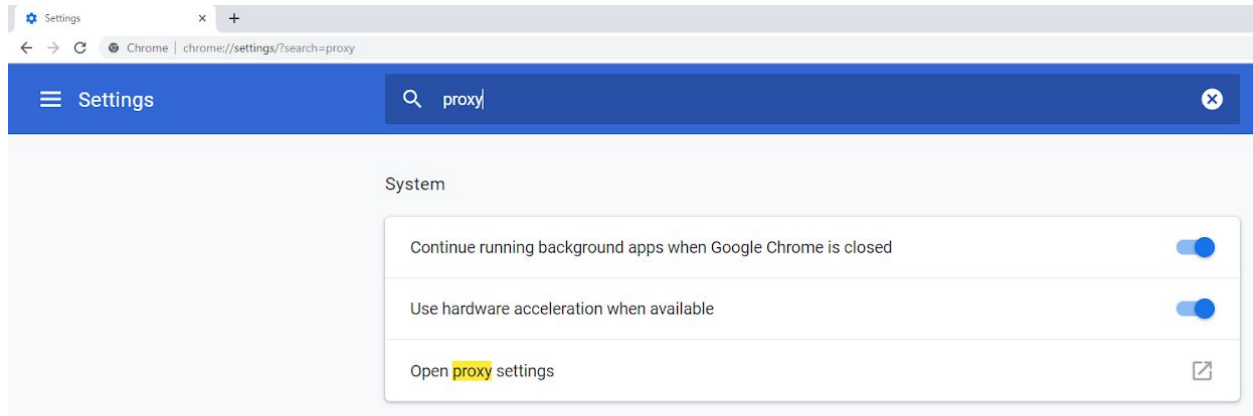 Settings
Chrome | chrome://settings/?search=proxy
Settings
proxy
System
Continue running background apps when Google Chrome is closed
Use hardware acceleration when available
Open proxy settings